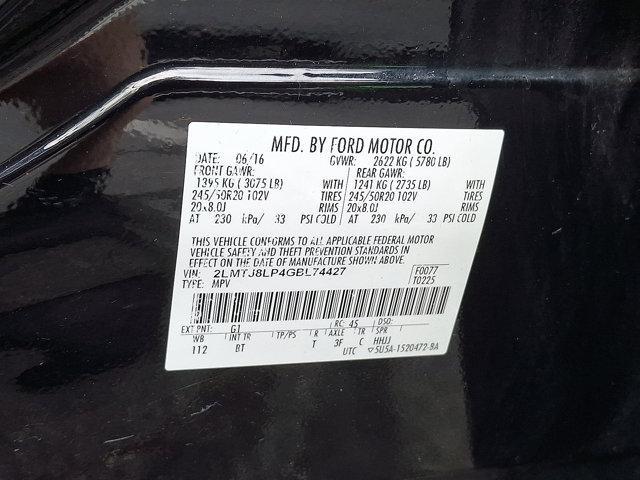 MFD. BY FORD MOTOR CO.
DATE: 06/16 GVWR: 2622 KG ( 5780 LB)
FRONT GAWR: REAR GAWR:
1395 KG ( 3075 LB) WITH 1241 KG ( 2735 LB) WITH
245/50R20 102V TIRES 245/50R20 102V TIRES
20x8.0J RIMS 20x8.0J RIMS
AT 230 kPa/ 33 PSI COLD AT 230 kPa/ 33 PSI COLD
THIS VEHICLE CONFORMS TO ALL APPLICABLE FEDERAL MOTOR
VEHICLE SAFETY AND THEFT PREVENTION STANDARDS IN
EFFECT ON THE DATE OF MANUFACTURE SHOWN ABOVE.
VIN: 2LMTJ8LP4GBL74427 F0077
TYPE: MPV T0225
EXT PNT: G1 RC: 45 DSO:
WB INT TR TP/PS R AXLE TR SPR
112 BT T 3F C HHJJ
UTC 5U5A-1520472-BA